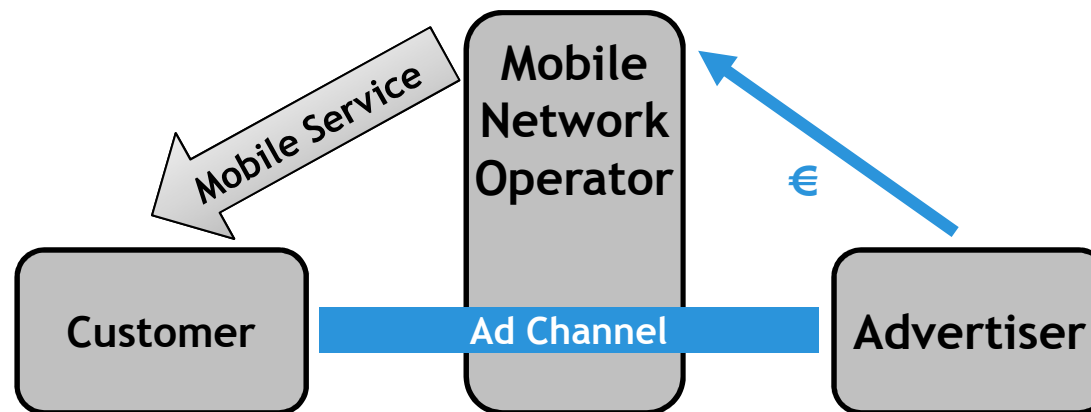 Mobile
Network
Operator
Mobile Service
€
Customer
Ad Channel
Advertiser